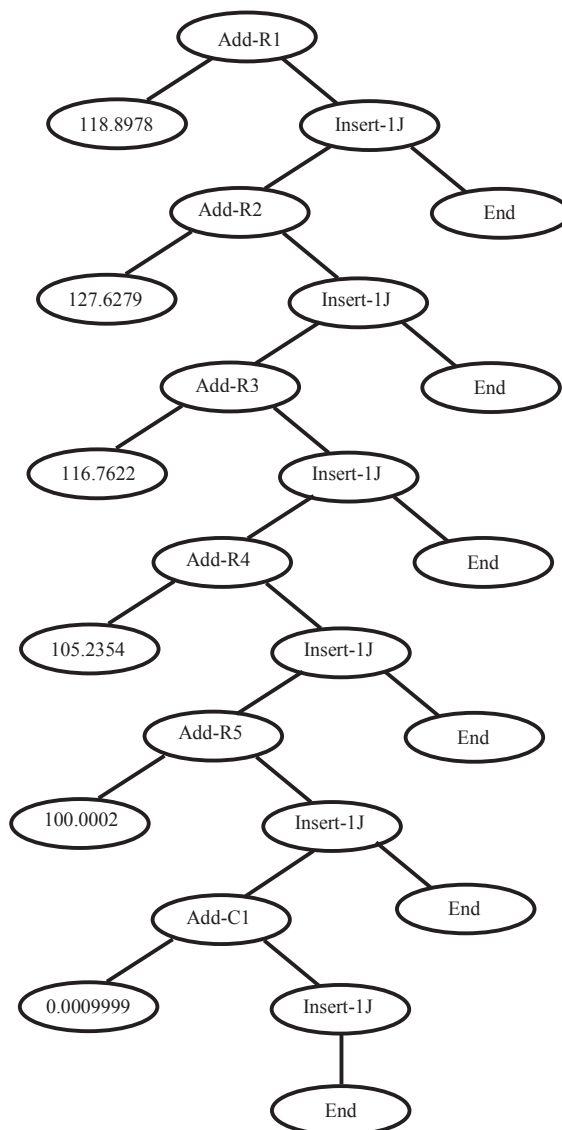 Add-R1
118.8978
Insert-1J
Add-R2
End
127.6279
Insert-1J
Add-R3
End
116.7622
Insert-1J
Add-R4
End
105.2354
Insert-1J
Add-R5
End
100.0002
Insert-1J
Add-C1
End
0.0009999
Insert-1J
End